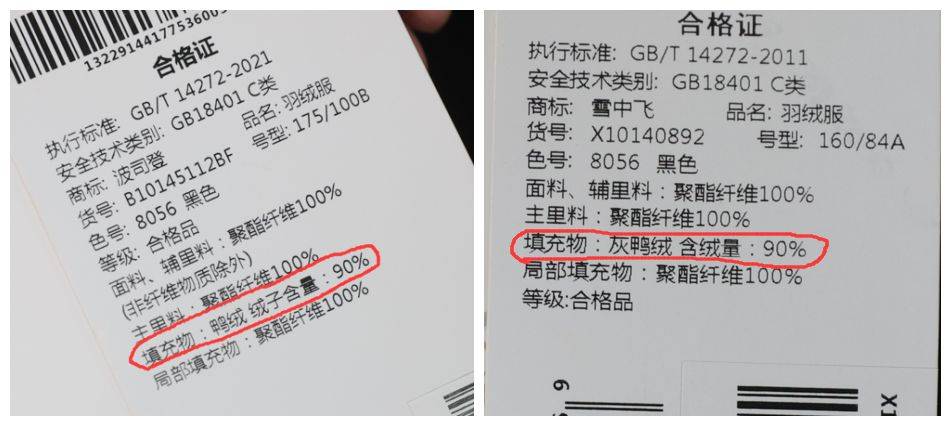 13229144177536005
合格证
执行标准: GB/T 14272-2021
安全技术类别: GB18401 C类
商标: 波司登 品名: 羽绒服
货号: B10145112BF 号型: 175/100B
色号: 8056 黑色
等级: 合格品
面料、辅里料: 聚酯纤维100%
(非纤维物质除外)
主里料: 聚酯纤维100%
填充物: 鸭绒 绒子含量: 90%
局部填充物: 聚酯纤维100%
合格证
执行标准: GB/T 14272-2011
安全技术类别: GB18401 C类
商标: 雪中飞 品名: 羽绒服
货号: X10140892 号型: 160/84A
色号: 8056 黑色
面料、辅里料: 聚酯纤维100%
主里料: 聚酯纤维100%
填充物: 灰鸭绒 含绒量: 90%
局部填充物: 聚酯纤维100%
等级:合格品
X1